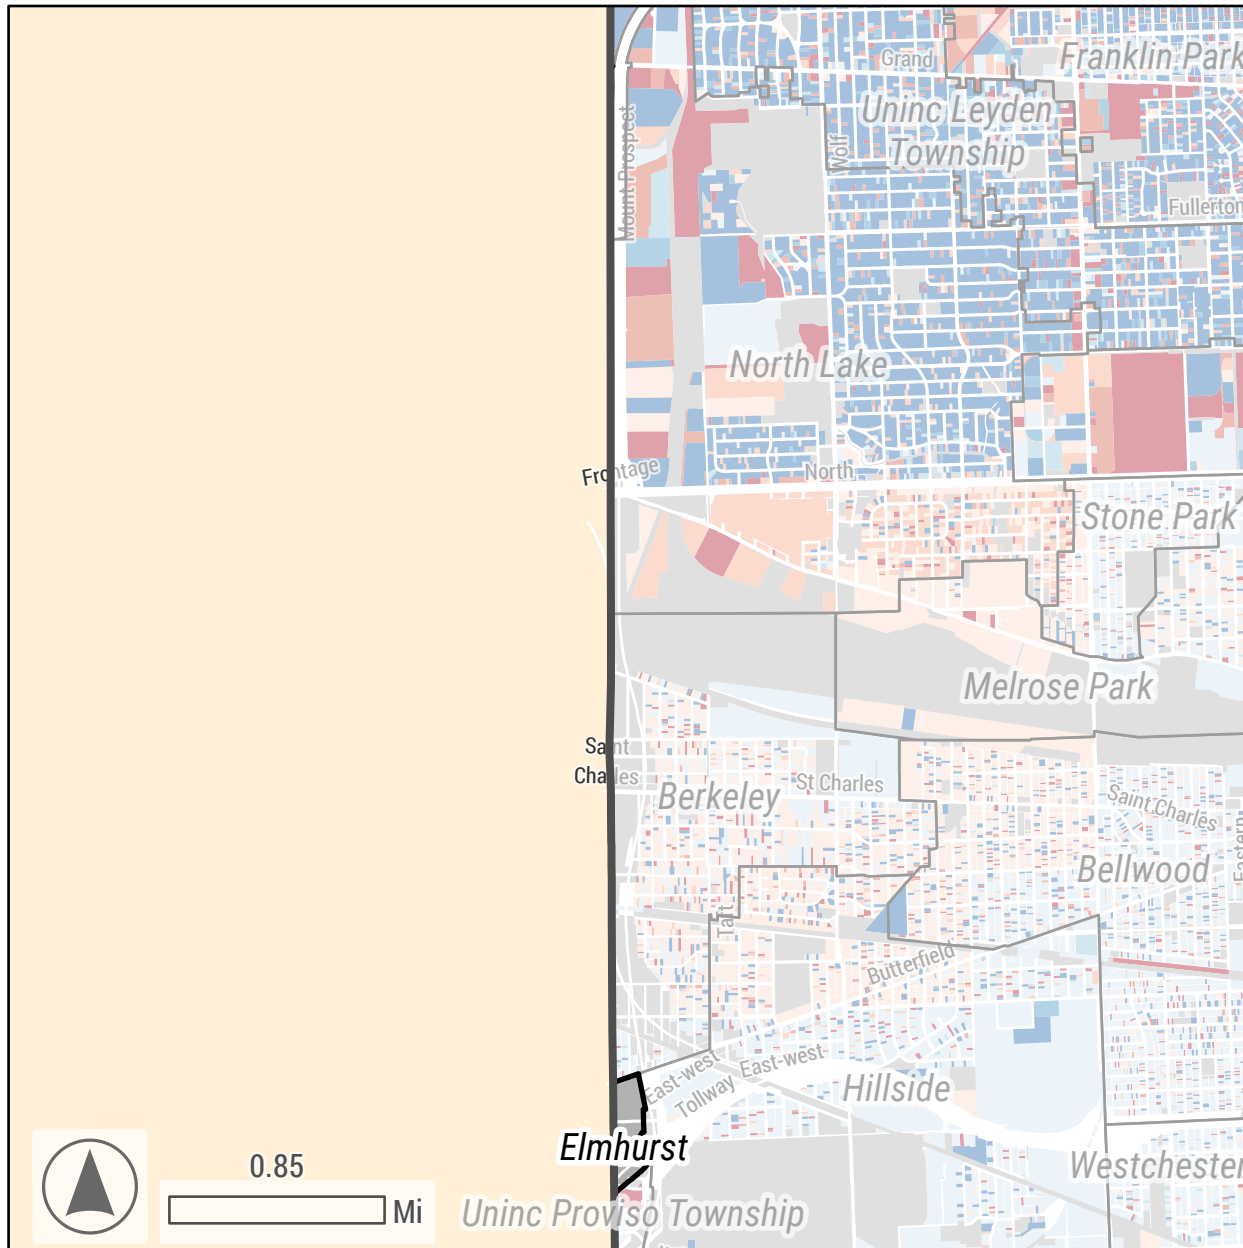 Franklin Park
Grand
Uninc Leyden
Township
Mount Prospect
Wolf
Fullerton
North Lake
Frontage
North
Stone Park
Melrose Park
Saint
Charles
St Charles
Berkeley
Saint Charles
Eastern
Bellwood
Taft
Butterfield
East-west
Tollway
East-west
Hillside
Elmhurst
Westchester
0.85
Mi
Uninc Proviso Township